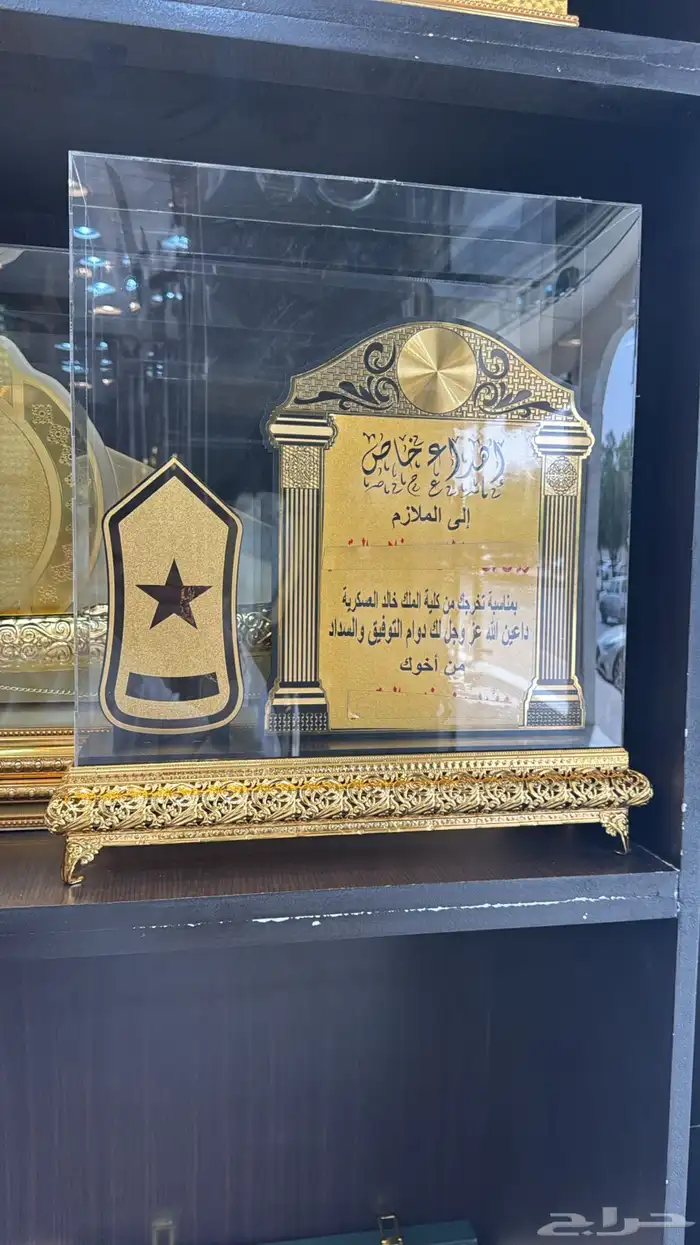 إهداء خاص
إلى الملازم
بمناسبة تخرجك من كلية الملك خالد العسكرية
داعين الله عز وجل لك دوام التوفيق والسداد
من أخوك
حراج